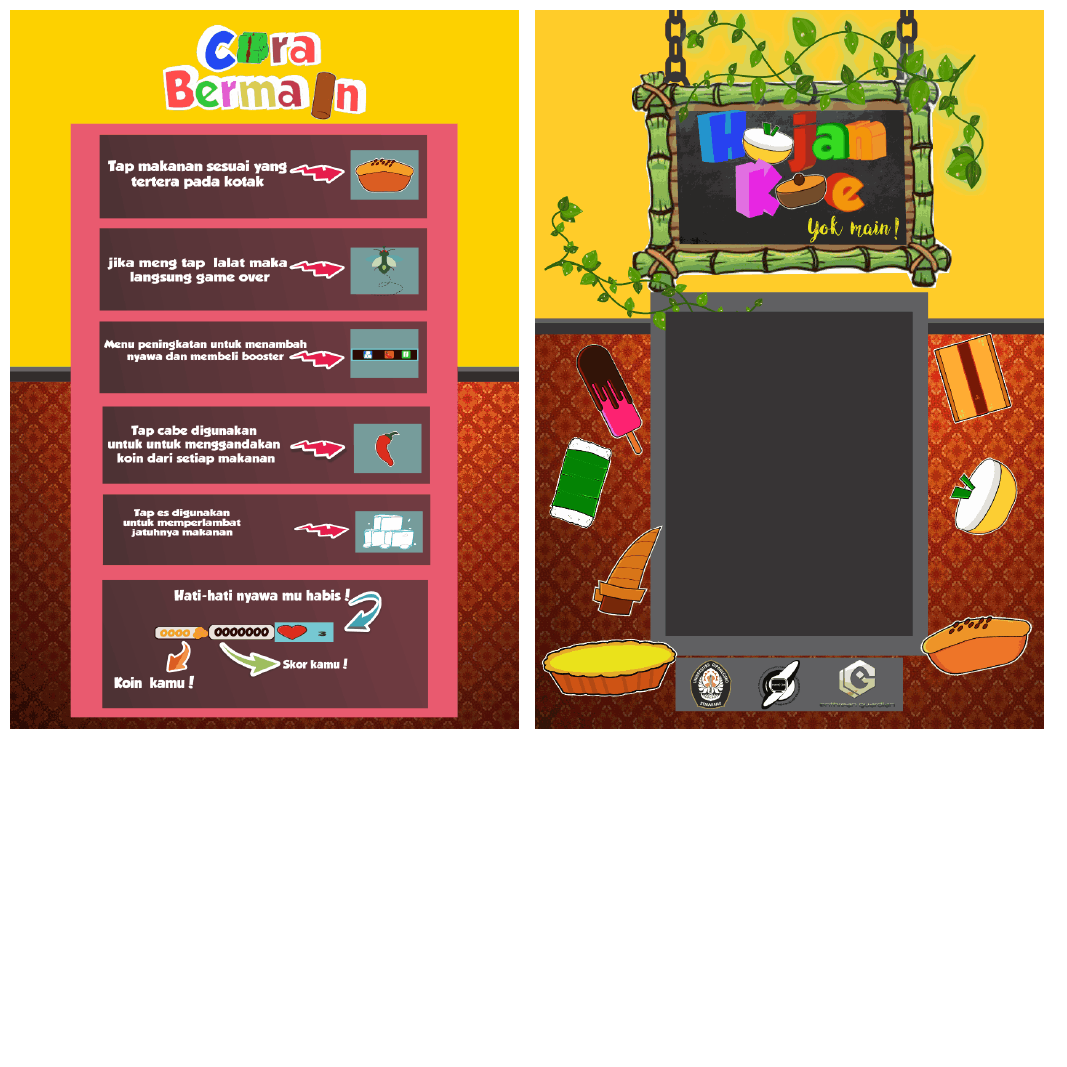 Cara
Bermain
Tap makanan sesuai yang
tertera pada kotak
jika meng tap lalat maka
langsung game over
Menu peningkatan untuk menambah
nyawa dan membeli booster
Tap cabe digunakan
untuk untuk menggandakan
koin dari setiap makanan
Tap es digunakan
untuk memperlambat
jatuhnya makanan
Hati-hati nyawa mu habis !
0000 0000000 3
Skor kamu !
Koin kamu !
Hoojan
Kue
Yok main !